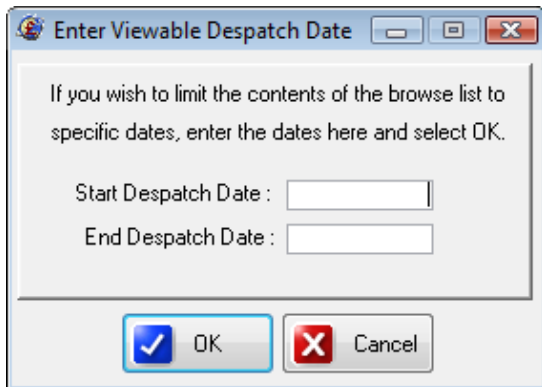 Enter Viewable Despatch Date
If you wish to limit the contents of the browse list to
specific dates, enter the dates here and select OK.
Start Despatch Date :
End Despatch Date :
OK
Cancel